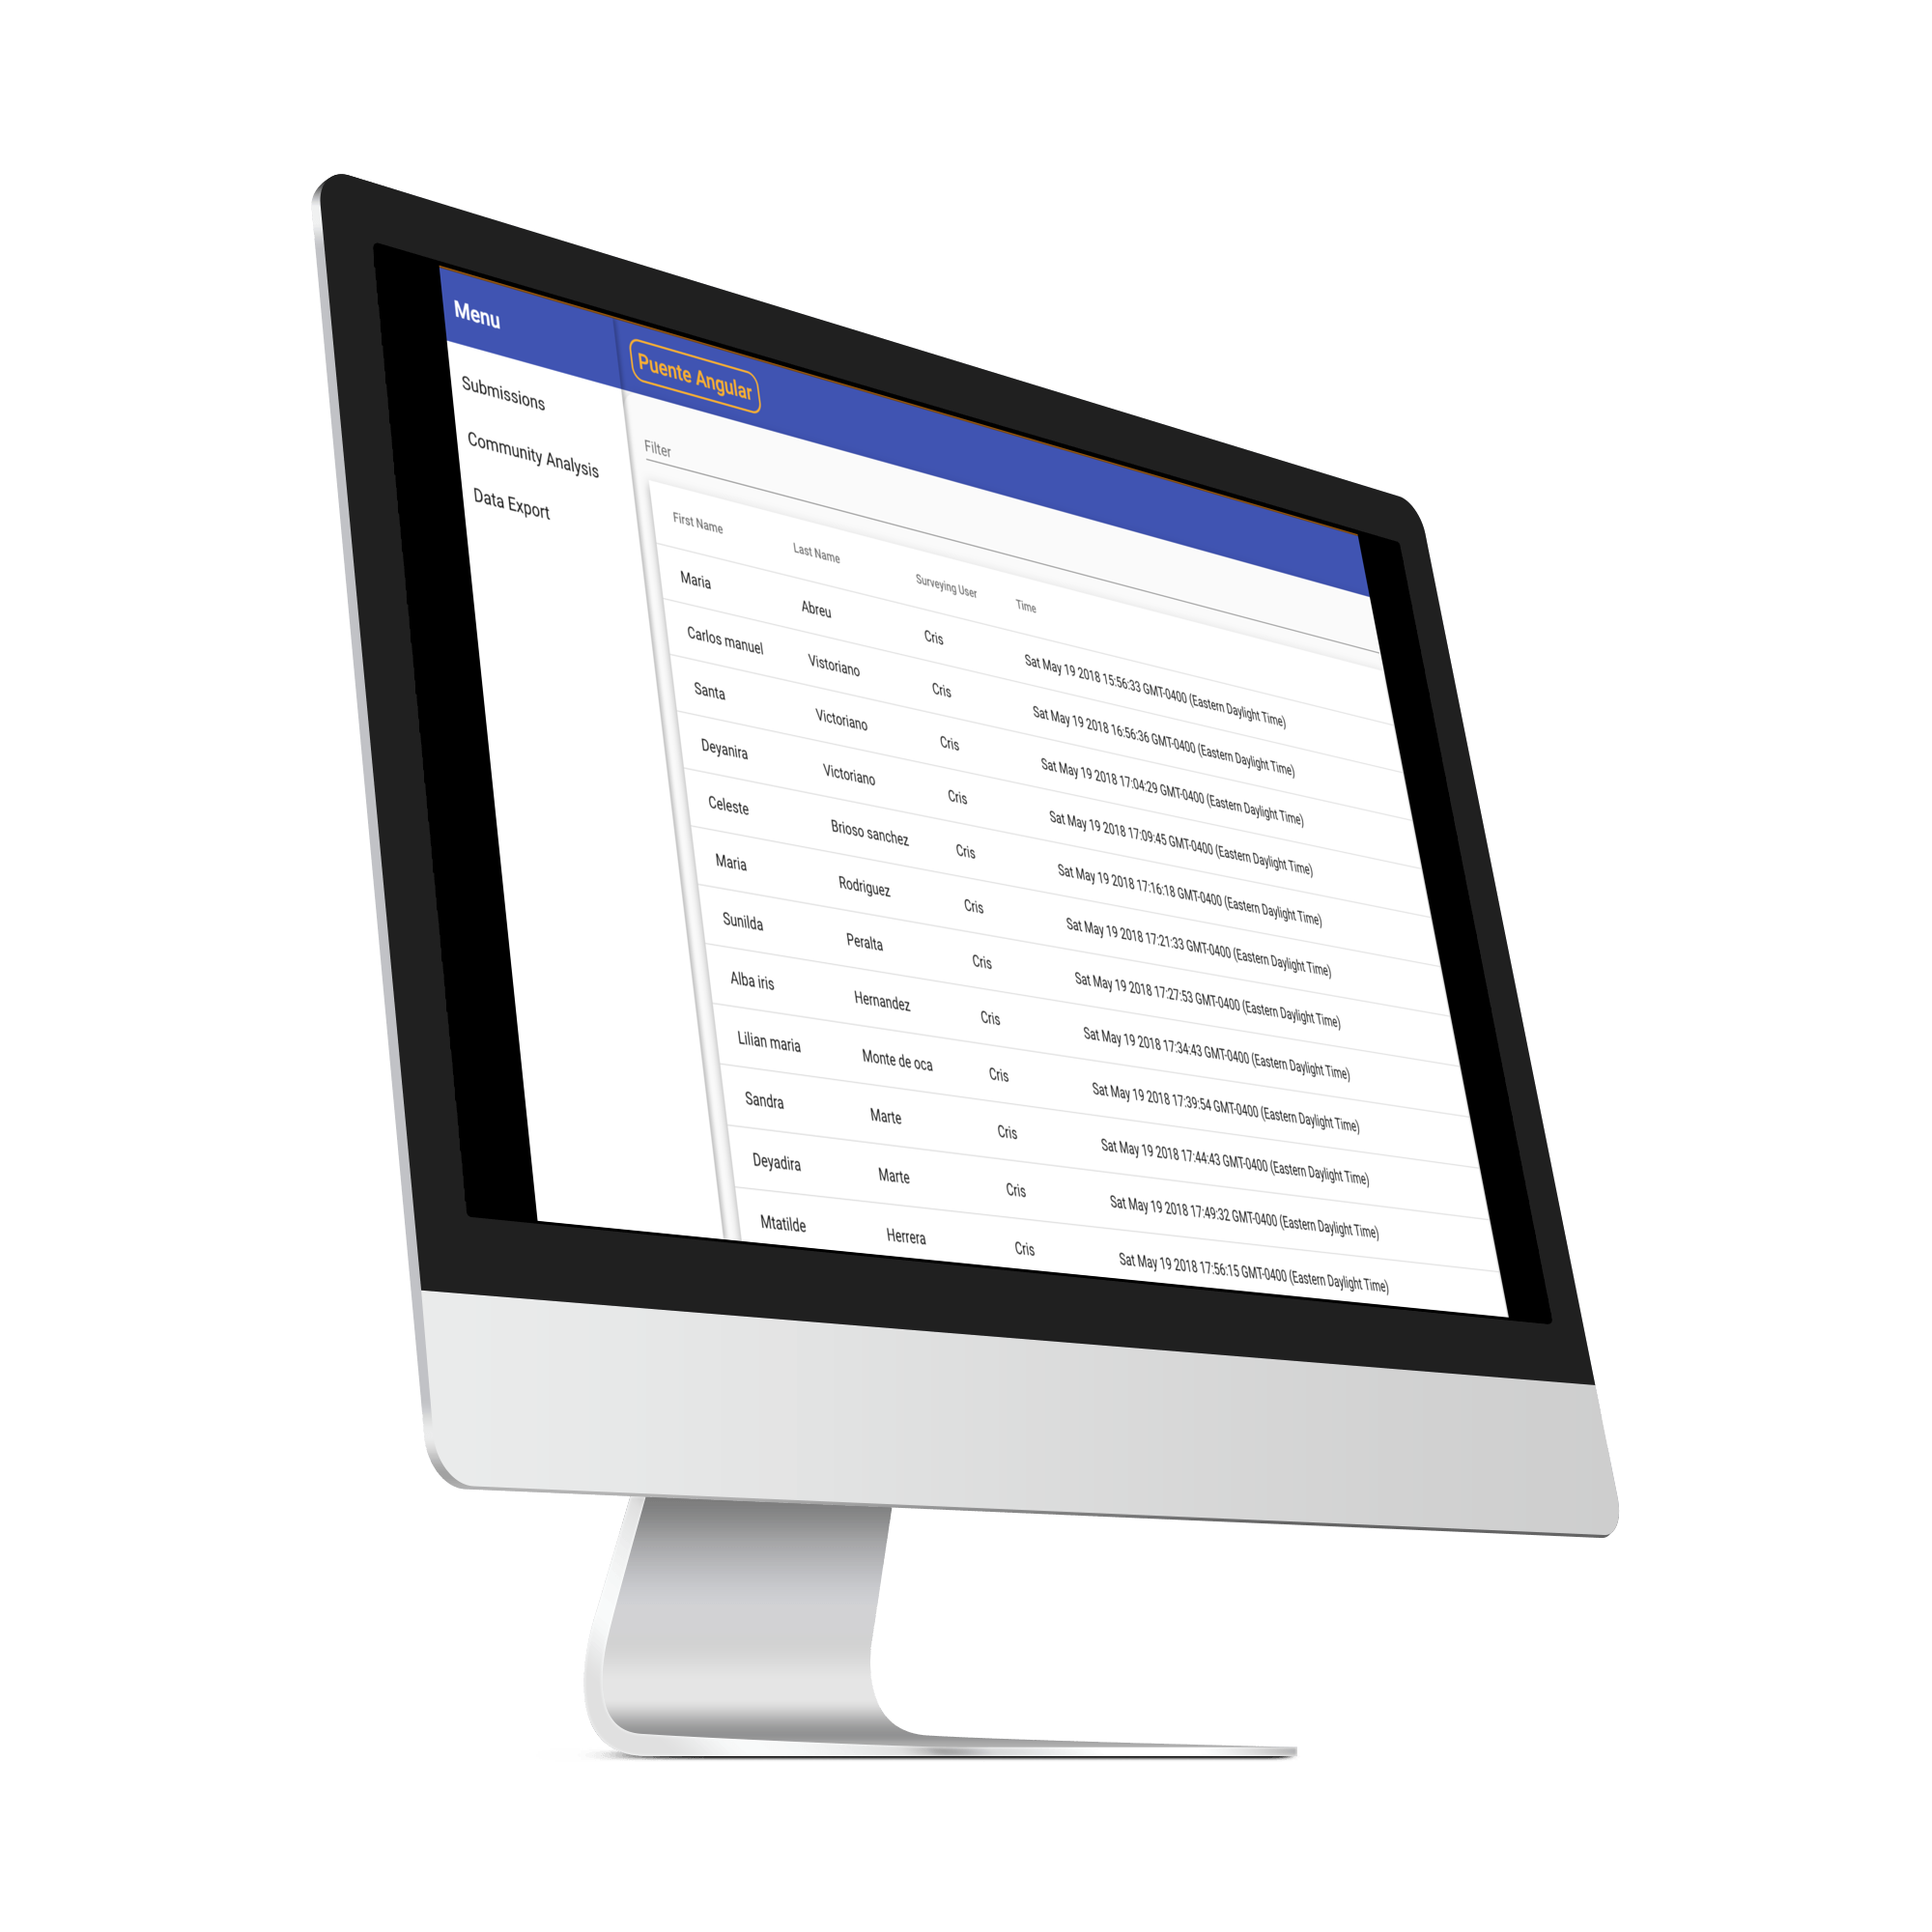 Menu
Puente Angular
Submissions
Community Analysis
Data Export
Filter
First Name Last Name Surveying User Time
Maria Abreu Cris Sat May 19 2018 15:56:33 GMT-0400 (Eastern Daylight Time)
Carlos manuel Vistoriano Cris Sat May 19 2018 16:56:36 GMT-0400 (Eastern Daylight Time)
Santa Victoriano Cris Sat May 19 2018 17:04:29 GMT-0400 (Eastern Daylight Time)
Deyanira Victoriano Cris Sat May 19 2018 17:09:45 GMT-0400 (Eastern Daylight Time)
Celeste Brioso sanchez Cris Sat May 19 2018 17:16:18 GMT-0400 (Eastern Daylight Time)
Maria Rodriguez Cris Sat May 19 2018 17:21:33 GMT-0400 (Eastern Daylight Time)
Sunilda Peralta Cris Sat May 19 2018 17:27:53 GMT-0400 (Eastern Daylight Time)
Alba iris Hernandez Cris Sat May 19 2018 17:34:43 GMT-0400 (Eastern Daylight Time)
Lilian maria Monte de oca Cris Sat May 19 2018 17:39:54 GMT-0400 (Eastern Daylight Time)
Sandra Marte Cris Sat May 19 2018 17:44:43 GMT-0400 (Eastern Daylight Time)
Deyadira Marte Cris Sat May 19 2018 17:49:32 GMT-0400 (Eastern Daylight Time)
Mtatilde Herrera Cris Sat May 19 2018 17:56:15 GMT-0400 (Eastern Daylight Time)